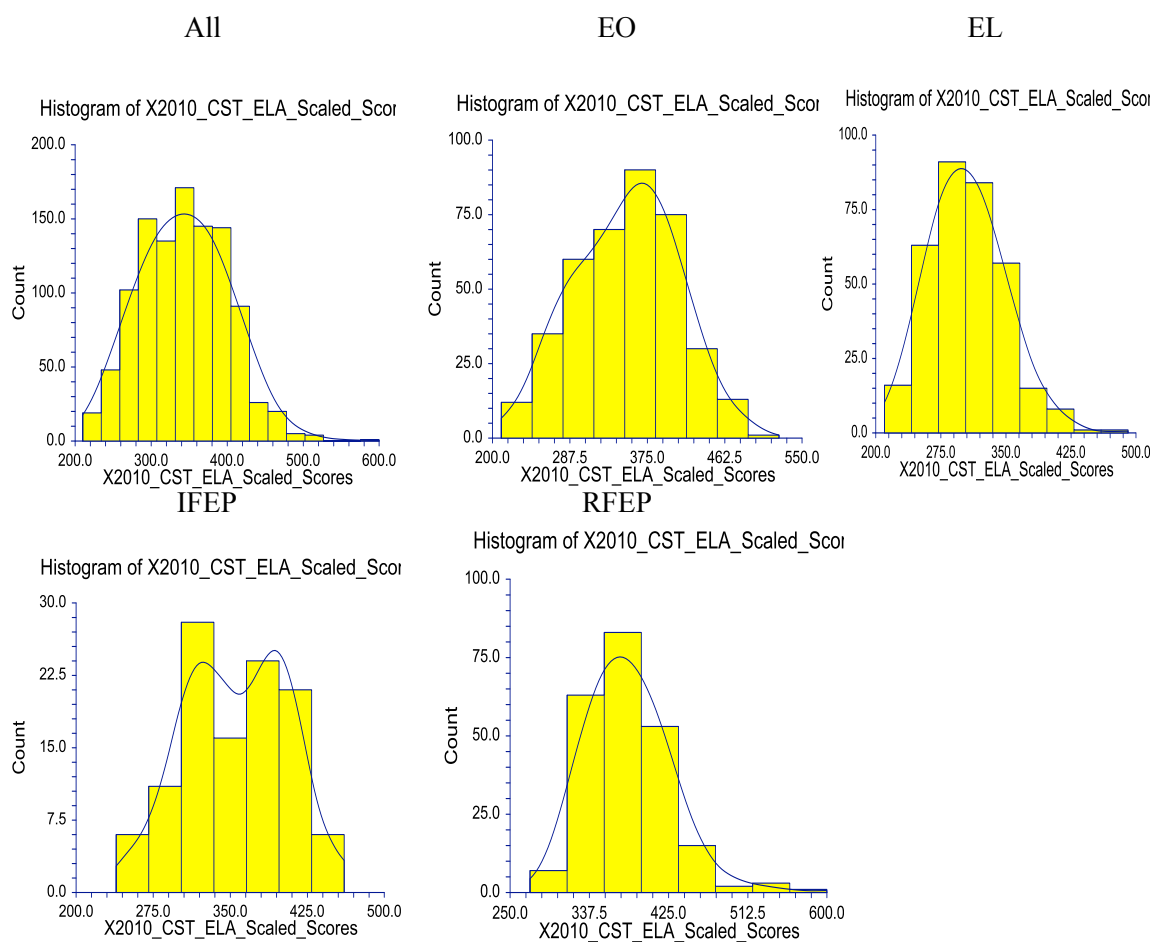 All
EO
EL
Histogram of X2010_CST_ELA_Scaled_Scor
200.0
150.0
100.0
50.0
0.0
Count
200.0 300.0 400.0 500.0 600.0
X2010_CST_ELA_Scaled_Scores
Histogram of X2010_CST_ELA_Scaled_Scor
100.0
75.0
50.0
25.0
0.0
Count
200.0 287.5 375.0 462.5 550.0
X2010_CST_ELA_Scaled_Scores
Histogram of X2010_CST_ELA_Scaled_Scor
100.0
75.0
50.0
25.0
0.0
Count
200.0 275.0 350.0 425.0 500.0
X2010_CST_ELA_Scaled_Scores
IFEP
RFEP
Histogram of X2010_CST_ELA_Scaled_Scor
30.0
22.5
15.0
7.5
0.0
Count
200.0 275.0 350.0 425.0 500.0
X2010_CST_ELA_Scaled_Scores
Histogram of X2010_CST_ELA_Scaled_Scor
100.0
75.0
50.0
25.0
0.0
Count
250.0 337.5 425.0 512.5 600.0
X2010_CST_ELA_Scaled_Scores